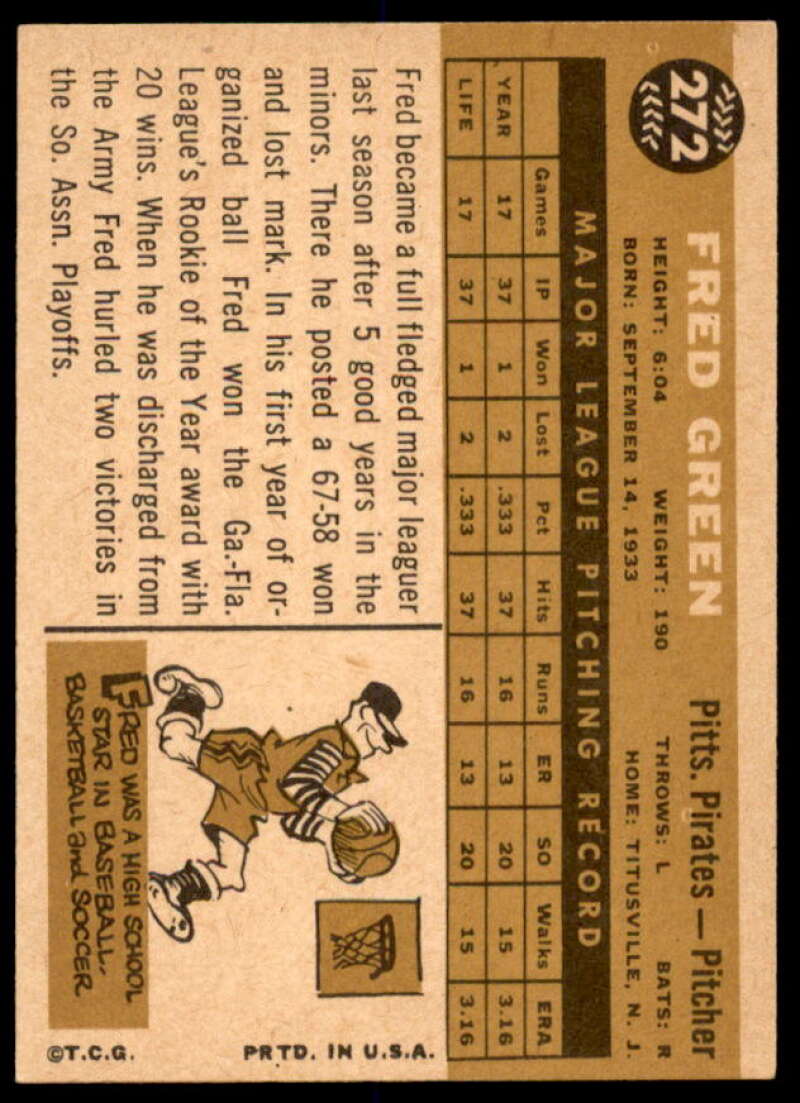 272
FRED GREEN
Pitts. Pirates — Pitcher
HEIGHT: 6:04 WEIGHT: 190 THROWS: L BATS: R
BORN: SEPTEMBER 14, 1933 HOME: TITUSVILLE, N. J.
MAJOR LEAGUE PITCHING RECORD
Games IP Won Lost Pct Hits Runs ER SO Walks ERA
YEAR 17 37 1 2 .333 37 16 13 20 15 3.16
LIFE 17 37 1 2 .333 37 16 13 20 15 3.16
Fred became a full fledged major leaguer
last season after 5 good years in the
minors. There he posted a 67-58 won
and lost mark. In his first year of or-
ganized ball Fred won the Ga.-Fla.
League's Rookie of the Year award with
20 wins. When he was discharged from
the Army Fred hurled two victories in
the So. Assn. Playoffs.
FRED WAS A HIGH SCHOOL
STAR IN BASEBALL,
BASKETBALL and SOCCER
©T.C.G. PRTD. IN U.S.A.